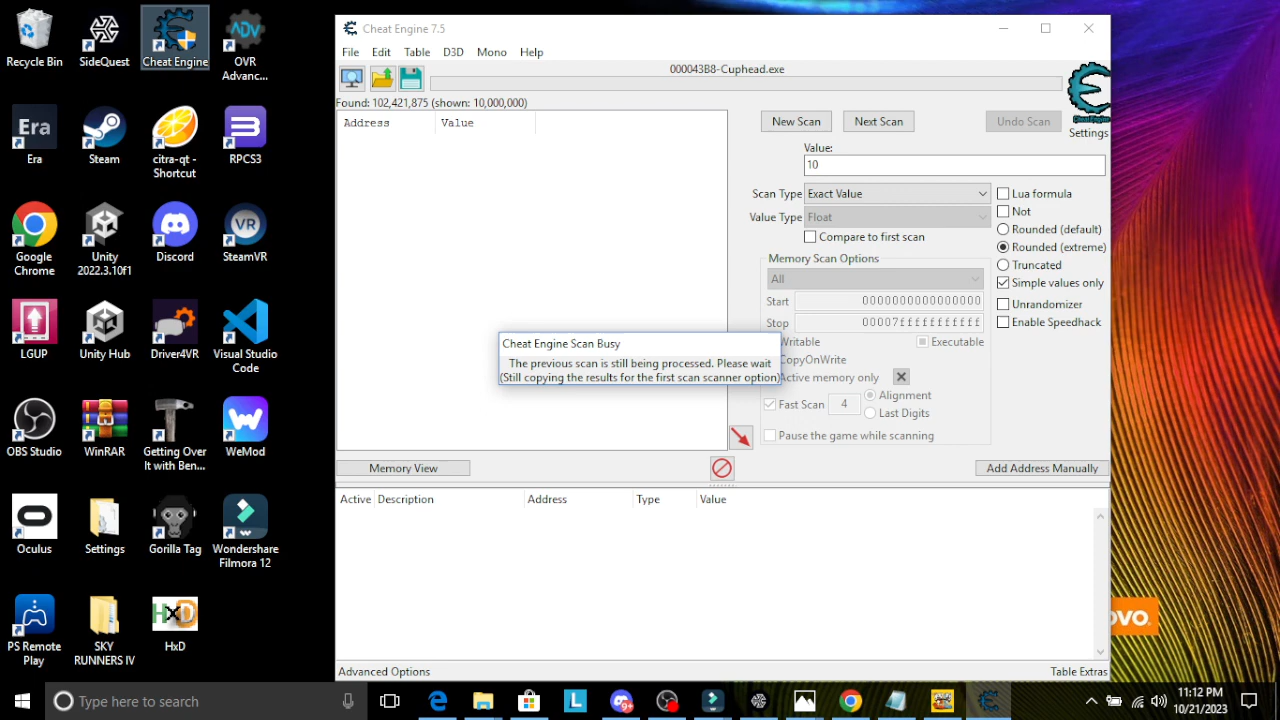 Recycle Bin
SideQuest
Cheat Engine
ADV
OVR
Advanc...
Era
Era
Steam
citra-qt -
Shortcut
RPCS3
Google
Chrome
Unity
2022.3.10f1
Discord
VR
SteamVR
LGUP
Unity Hub
Driver4VR
Visual Studio
Code
OBS Studio
WinRAR
Getting Over
It with Ben...
WeMod
Oculus
Settings
Gorilla Tag
Wondershare
Filmora 12
PS Remote
Play
SKY
RUNNERS IV
HxD
HxD
Cheat Engine 7.5
File Edit Table D3D Mono Help
000043B8-Cuphead.exe
Found: 102,421,875 (shown: 10,000,000)
Address Value
New Scan Next Scan Undo Scan
Cheat Engine
Settings
Value:
10
Scan Type Exact Value
Value Type Float
Compare to first scan
Lua formula
Not
Rounded (default)
Rounded (extreme)
Truncated
Simple values only
Unrandomizer
Enable Speedhack
Memory Scan Options
All
Start 0000000000000000
Stop 00007fffffffffff
Writable Executable
CopyOnWrite
Active memory only
Fast Scan 4 Alignment
Last Digits
Pause the game while scanning
Cheat Engine Scan Busy
The previous scan is still being processed. Please wait
(Still copying the results for the first scan scanner option)
Memory View
Add Address Manually
Active Description Address Type Value
Advanced Options Table Extras
ovo.
Type here to search
L
9+
11:12 PM
10/21/2023